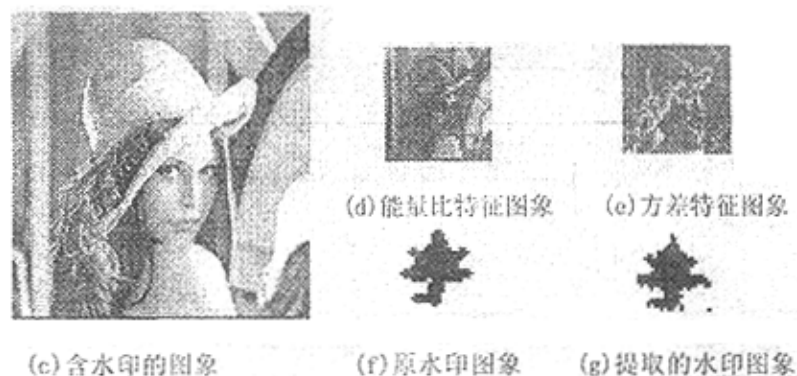 (d)能量比特征图象
(e)方差特征图象
(c)含水印的图象
(f)原水印图象
(g)提取的水印图象